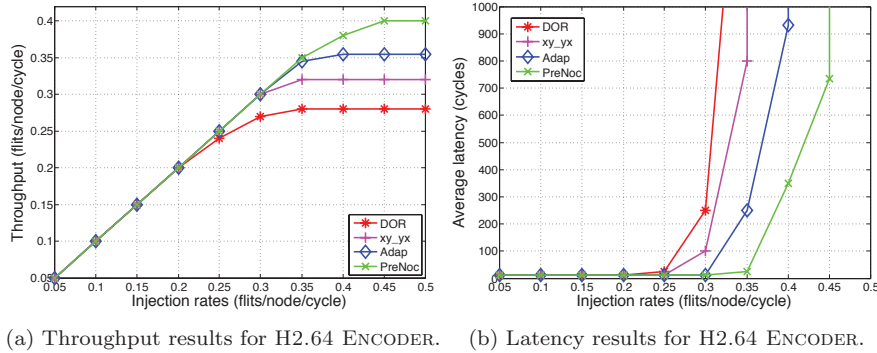 0.4
0.35
0.3
0.25
0.2
0.15
0.1
0.05
Throughput (flits/node/cycle)
DOR
xy_yx
Adap
PreNoc
0.05 0.1 0.15 0.2 0.25 0.3 0.35 0.4 0.45 0.5
Injection rates (flits/node/cycle)
(a) Throughput results for H2.64 ENCODER.
1000
900
800
700
600
500
400
300
200
100
Average latency (cycles)
DOR
xy_yx
Adap
PreNoc
0.05 0.1 0.15 0.2 0.25 0.3 0.35 0.4 0.45 0.5
Injection rates (flits/node/cycle)
(b) Latency results for H2.64 ENCODER.